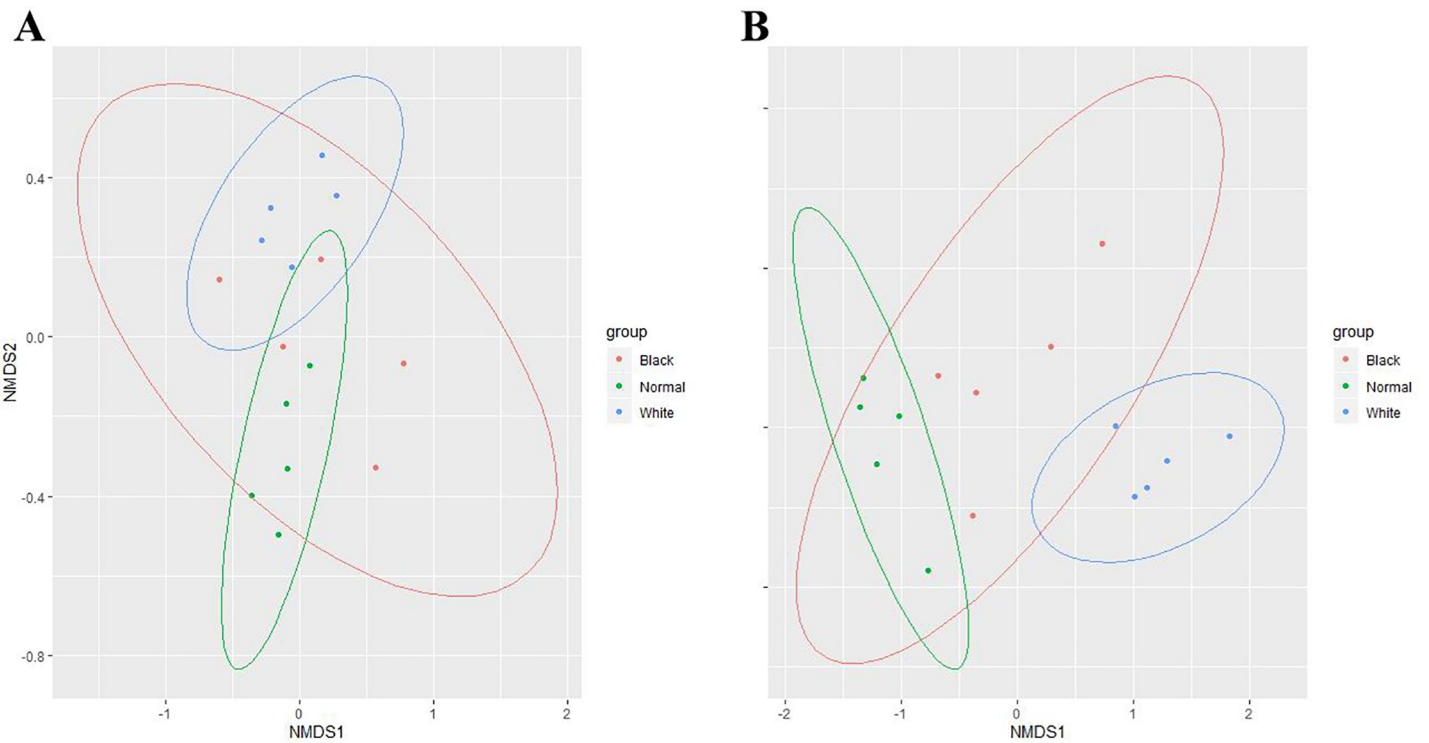 A
B
NMDS2
0.4
0.0
-0.4
-0.8
-1
0
1
2
NMDS1
group
Black
Normal
White
-2
-1
0
1
2
NMDS1
group
Black
Normal
White